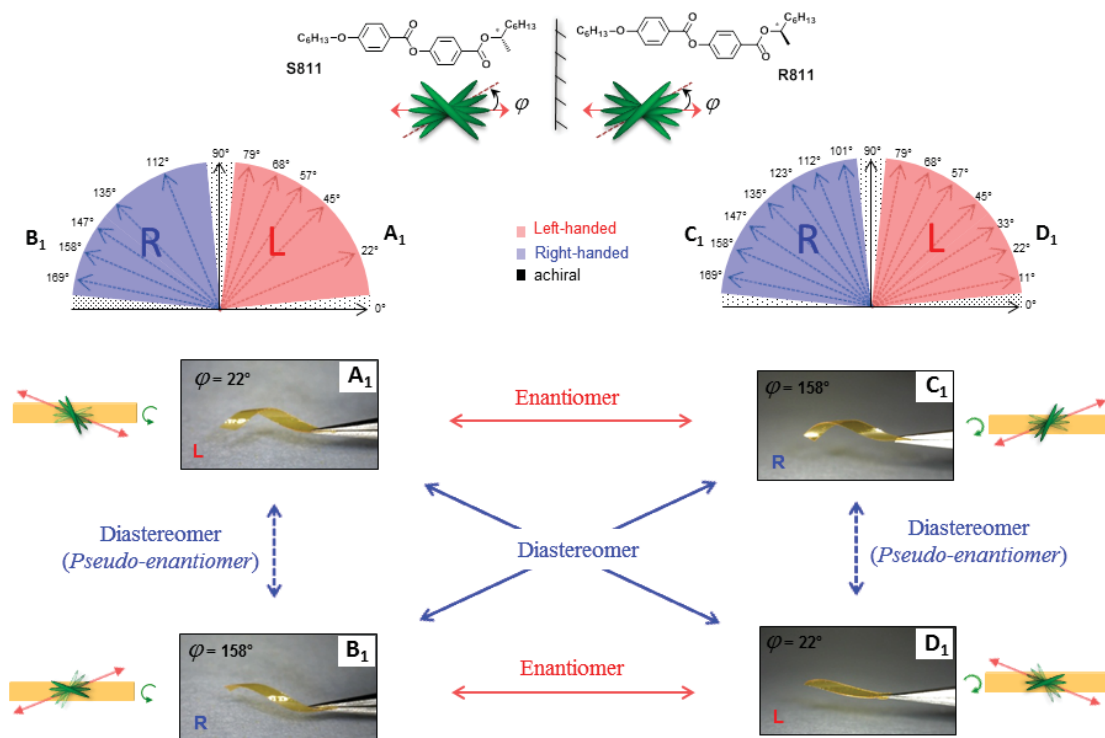 C6H13 O C6H13
C6H13—O O * C6H13—O O *
O O
S811 O R811 O
φ φ
112° 90° 79° 68° 57° 45° 22° 0°
135° 147° 158° 169°
B1 R L A1
Left-handed
Right-handed
achiral
123° 112° 101° 90° 79° 68° 57° 45° 33° 22° 11° 0°
135° 147° 158° 169°
C1 R L D1
φ = 22° A1
L
Enantiomer
φ = 158° C1
R
Diastereomer
(Pseudo-enantiomer)
Diastereomer
Diastereomer
(Pseudo-enantiomer)
φ = 158° B1
R
Enantiomer
φ = 22° D1
L